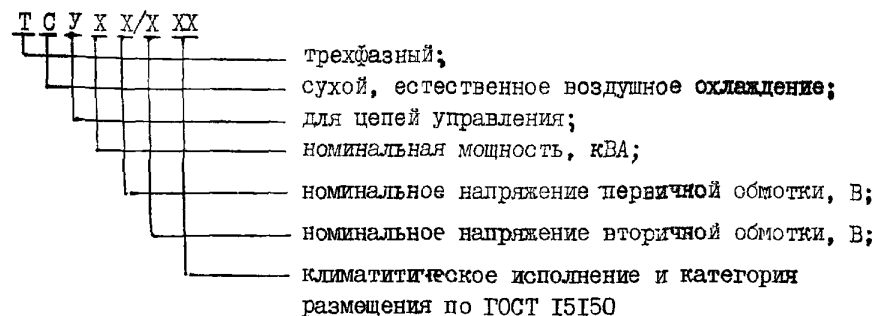 Т С У Х Х/Х ХХ
трехфазный;
сухой, естественное воздушное охлаждение;
для цепей управления;
номинальная мощность, кВА;
номинальное напряжение первичной обмотки, В;
номинальное напряжение вторичной обмотки, В;
климатитическое исполнение и категория
размещения по ГОСТ I5I50